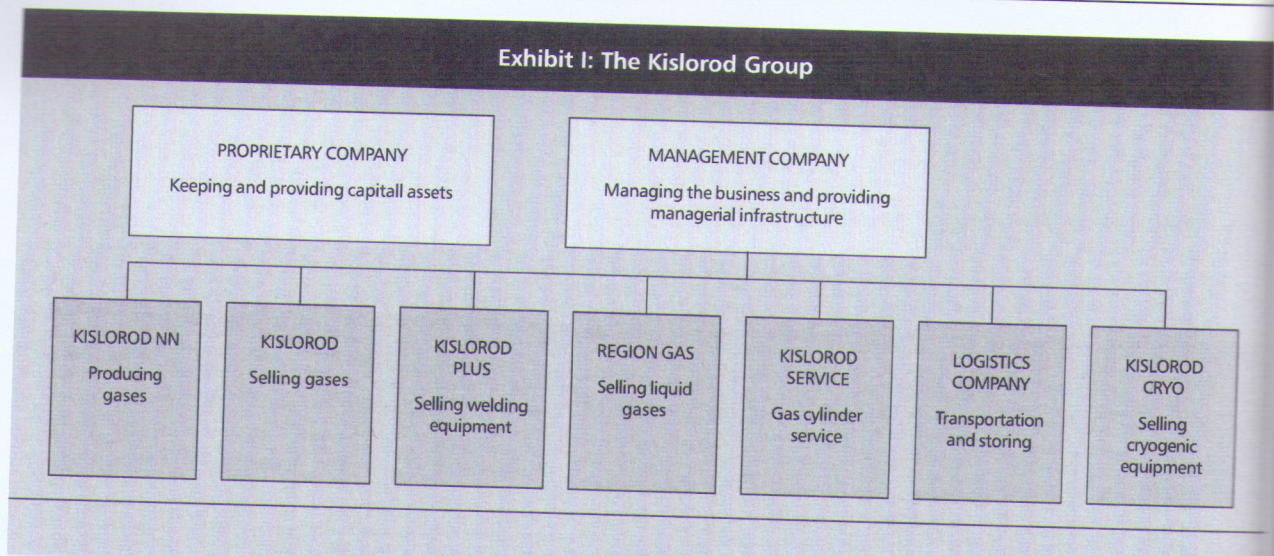 Exhibit I: The Kislorod Group
PROPRIETARY COMPANY
Keeping and providing capitall assets
MANAGEMENT COMPANY
Managing the business and providing
managerial infrastructure
KISLOROD NN
Producing
gases
KISLOROD
Selling gases
KISLOROD
PLUS
Selling welding
equipment
REGION GAS
Selling liquid
gases
KISLOROD
SERVICE
Gas cylinder
service
LOGISTICS
COMPANY
Transportation
and storing
KISLOROD
CRYO
Selling
cryogenic
equipment